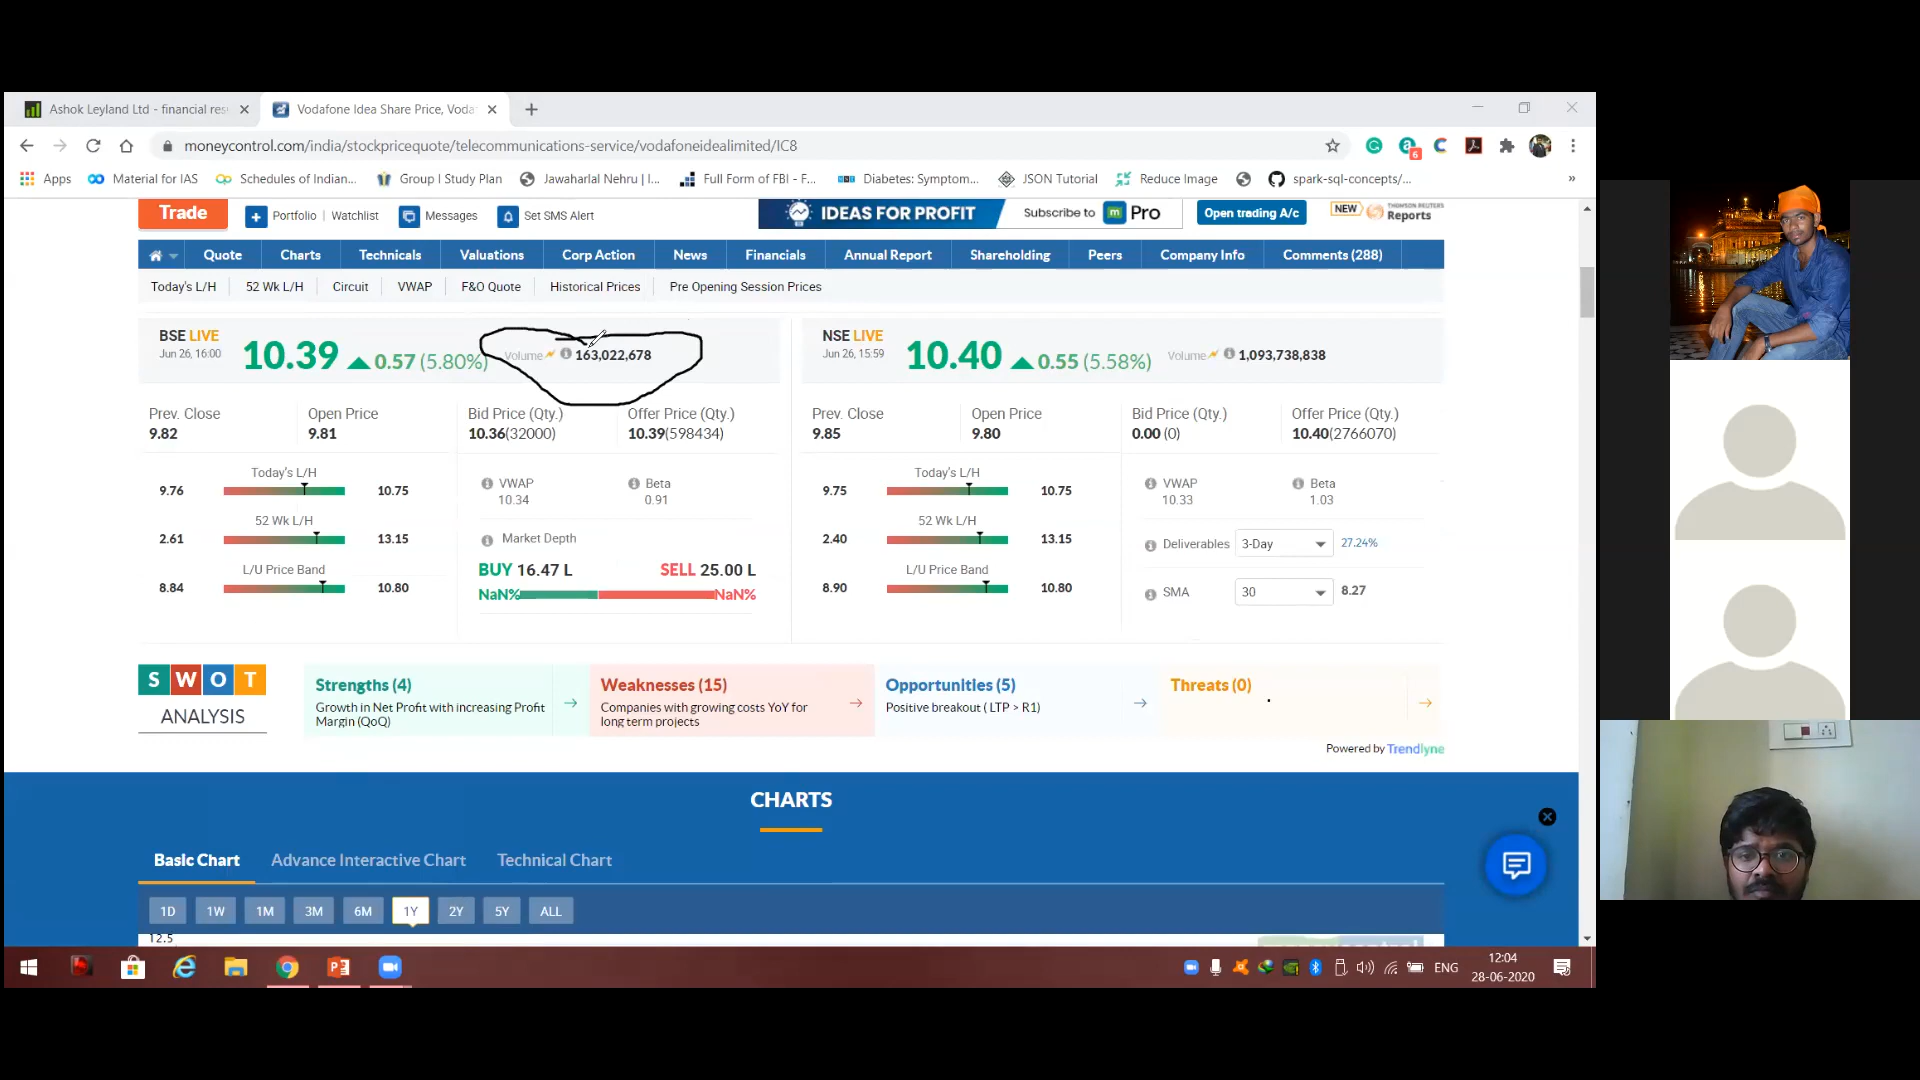 Ashok Leyland Ltd - financial res
Vodafone Idea Share Price, Voda
moneycontrol.com/india/stockpricequote/telecommunications-service/vodafoneidealimited/IC8
6
Apps Material for IAS Schedules of Indian... Group I Study Plan Jawaharlal Nehru | I... Full Form of FBI - F... Diabetes: Symptom... JSON Tutorial Reduce Image spark-sql-concepts/... »
Trade Portfolio | Watchlist Messages Set SMS Alert IDEAS FOR PROFIT Subscribe to m Pro Open trading A/c NEW THOMSON REUTERS Reports
Quote Charts Technicals Valuations Corp Action News Financials Annual Report Shareholding Peers Company Info Comments (288)
Today's L/H 52 Wk L/H Circuit VWAP F&O Quote Historical Prices Pre Opening Session Prices
BSE LIVE
Jun 26, 16:00
10.39 0.57 (5.80%) Volume 163,022,678
NSE LIVE
Jun 26, 15:59
10.40 0.55 (5.58%) Volume 1,093,738,838
Prev. Close Open Price Bid Price (Qty.) Offer Price (Qty.)
9.82 9.81 10.36(32000) 10.39(598434)
Prev. Close Open Price Bid Price (Qty.) Offer Price (Qty.)
9.85 9.80 0.00 (0) 10.40(2766070)
Today's L/H
9.76 10.75
52 Wk L/H
2.61 13.15
L/U Price Band
8.84 10.80
VWAP
10.34
Beta
0.91
Market Depth
BUY 16.47 L SELL 25.00 L
NaN% NaN%
Today's L/H
9.75 10.75
52 Wk L/H
2.40 13.15
L/U Price Band
8.90 10.80
VWAP
10.33
Beta
1.03
Deliverables 3-Day 27.24%
SMA 30 8.27
S W O T
ANALYSIS
Strengths (4)
Growth in Net Profit with increasing Profit
Margin (QoQ)
Weaknesses (15)
Companies with growing costs YoY for
long term projects
Opportunities (5)
Positive breakout ( LTP > R1)
Threats (0)
Powered by Trendlyne
CHARTS
Basic Chart Advance Interactive Chart Technical Chart
1D 1W 1M 3M 6M 1Y 2Y 5Y ALL
12.5
ENG
12:04
28-06-2020